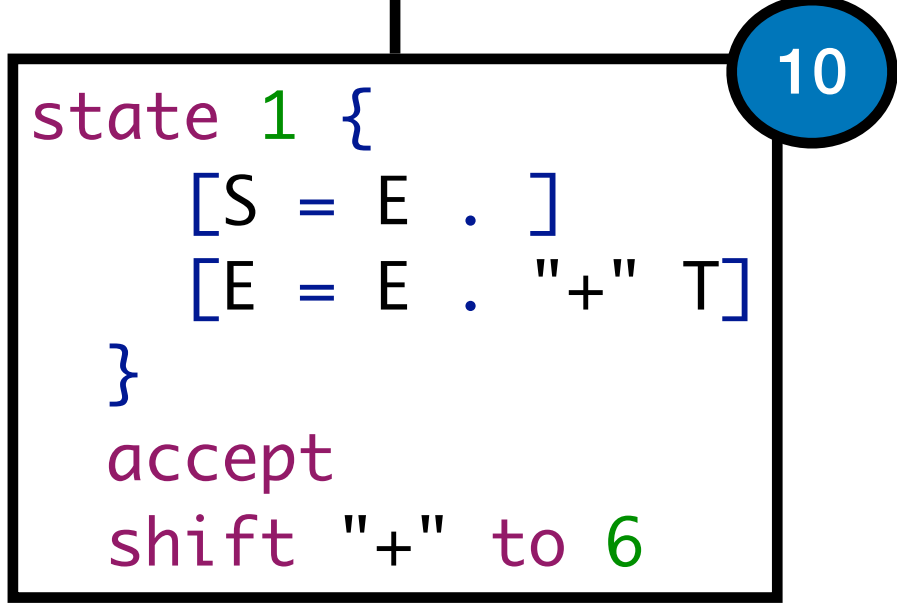 10
state 1 {
[S = E . ]
[E = E . "+" T]
}
accept
shift "+" to 6